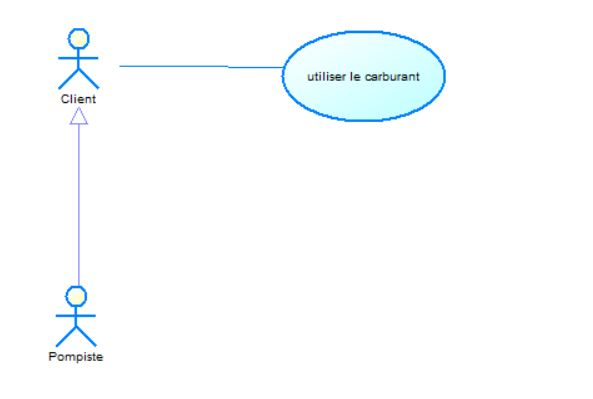 utiliser le carburant
Client
Pompiste